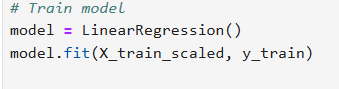 # Train model
model = LinearRegression()
model.fit(X_train_scaled, y_train)